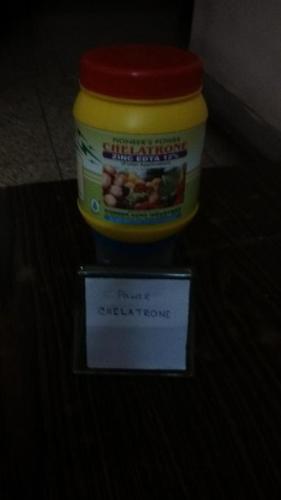 PIONEER'S POWER
CHELATRONE
ZINC EDTA 12%
POWER
CHELATRONE